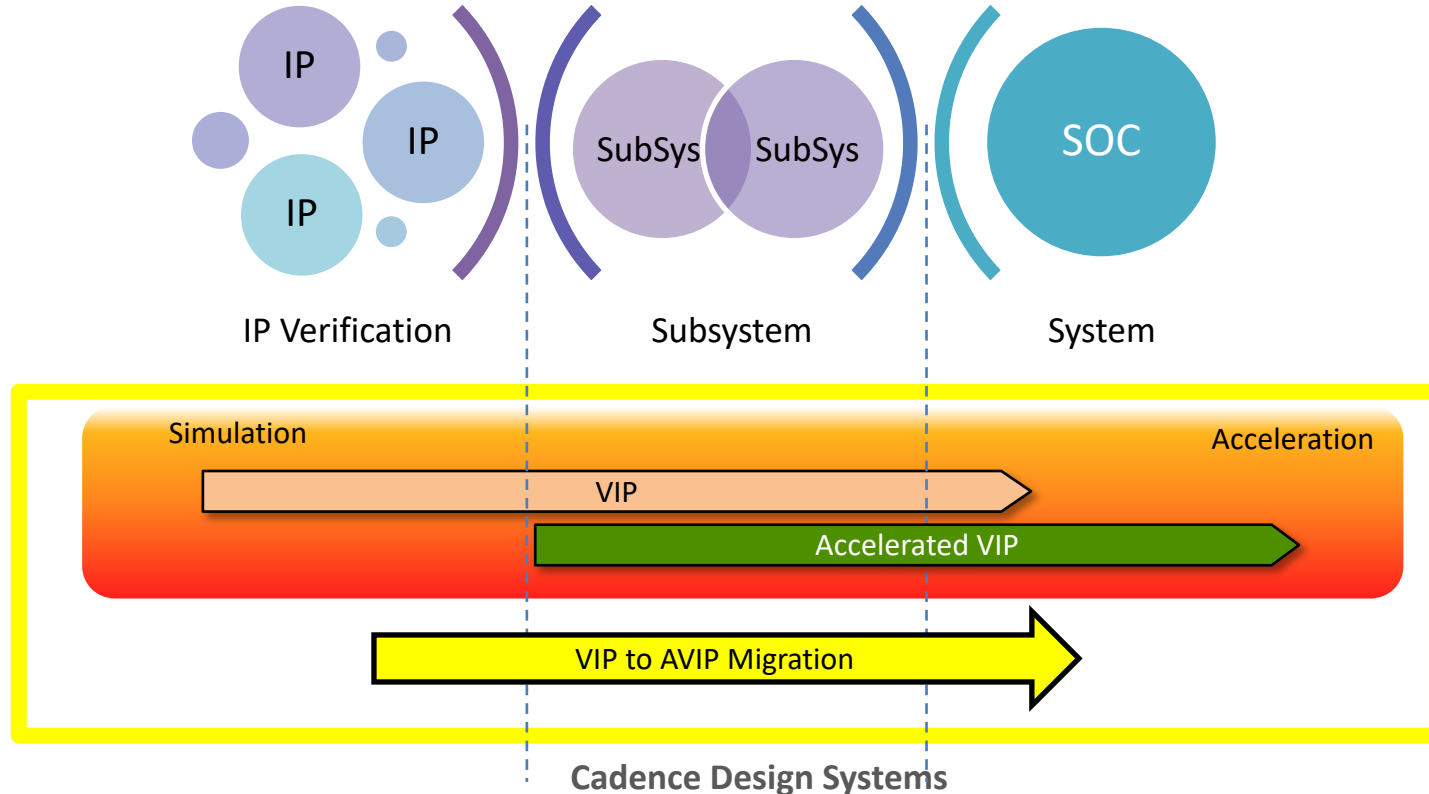 IP
IP
IP
SubSys
SubSys
SOC
IP Verification
Subsystem
System
Simulation
Acceleration
VIP
Accelerated VIP
VIP to AVIP Migration
Cadence Design Systems